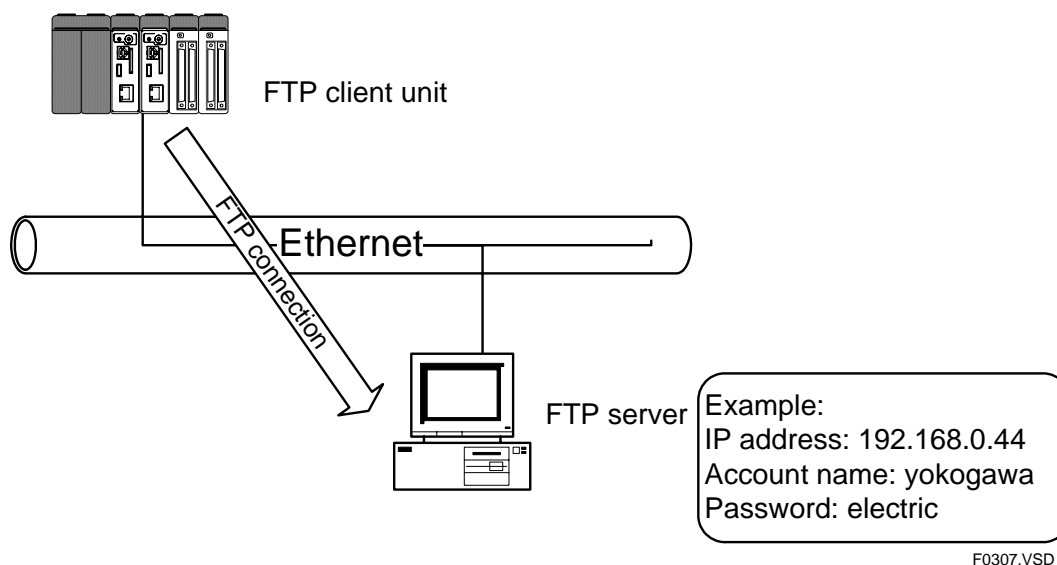 FTP client unit
Ethernet
FTP connection
FTP server
Example:
IP address: 192.168.0.44
Account name: yokogawa
Password: electric
F0307.VSD